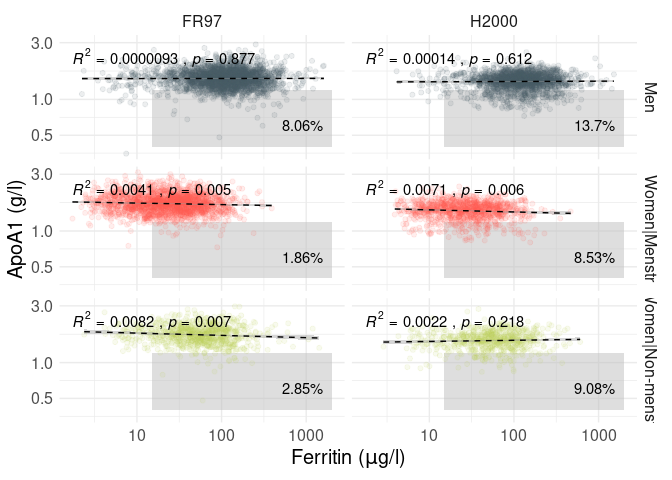 FR97
H2000
3.0
1.0
0.5
R² = 0.0000093 , p = 0.877
8.06%
R² = 0.00014 , p = 0.612
13.7%
Men
3.0
1.0
0.5
R² = 0.0041 , p = 0.005
1.86%
R² = 0.0071 , p = 0.006
8.53%
Women|Menstr
3.0
1.0
0.5
R² = 0.0082 , p = 0.007
2.85%
R² = 0.0022 , p = 0.218
9.08%
Women|Non-mens
ApoA1 (g/l)
10 100 1000
10 100 1000
Ferritin (μg/l)